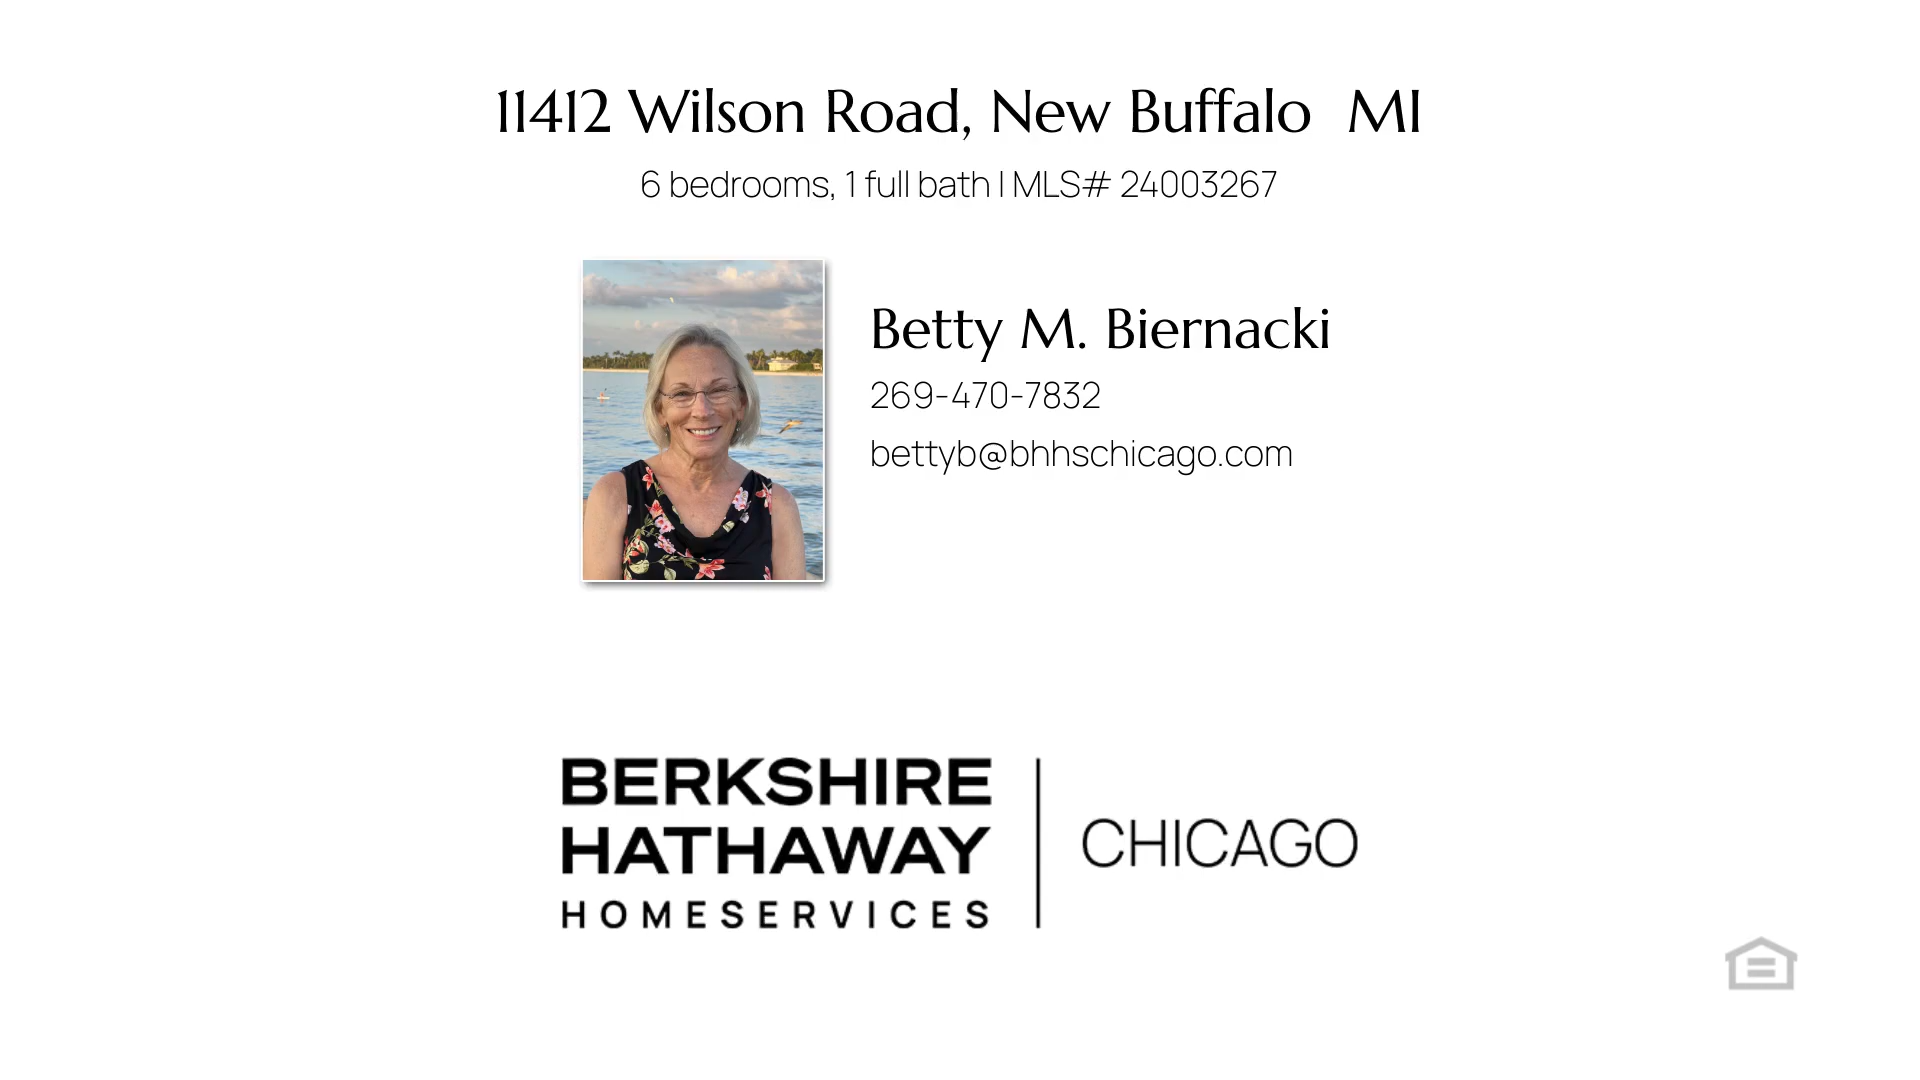 11412 Wilson Road, New Buffalo  MI
6 bedrooms, 1 full bath | MLS# 24003267
Betty M. Biernacki
269-470-7832
bettyb@bhhschicago.com
BERKSHIRE
HATHAWAY
HOMESERVICES
CHICAGO